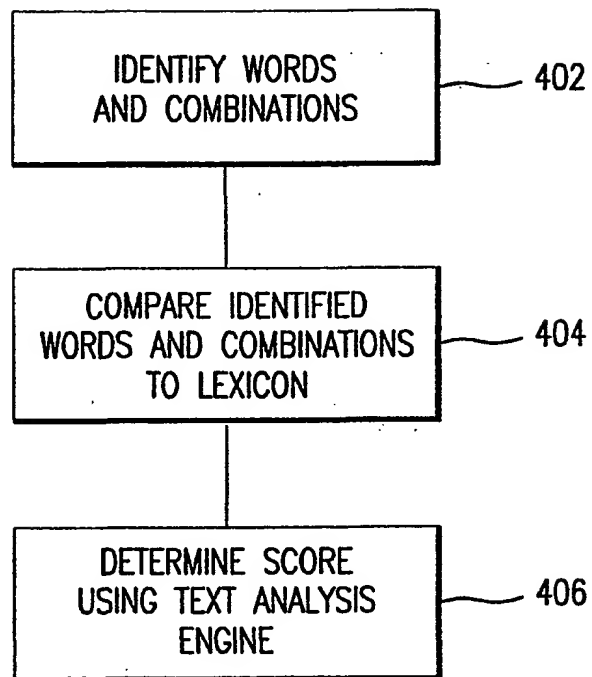 IDENTIFY WORDS
AND COMBINATIONS
402
COMPARE IDENTIFIED
WORDS AND COMBINATIONS
TO LEXICON
404
DETERMINE SCORE
USING TEXT ANALYSIS
ENGINE
406